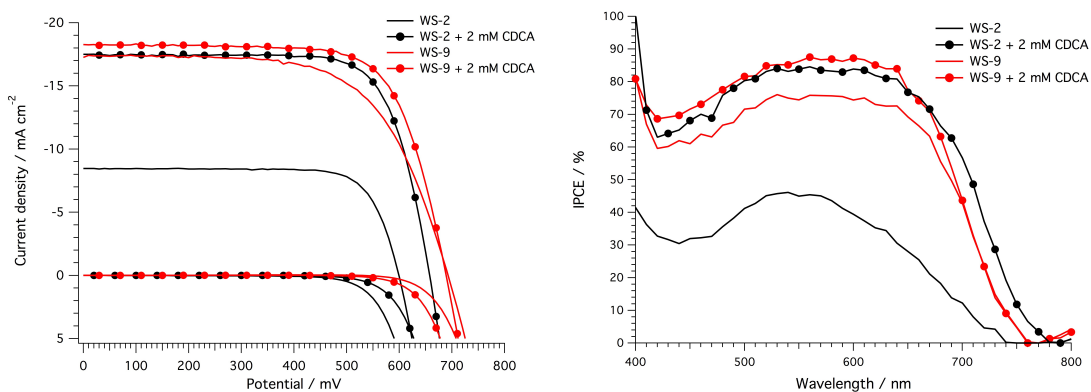 -20
-15
-10
-5
0
5
0
100
200
300
400
500
600
700
800
Current density / mA cm⁻²
Potential / mV
WS-2
WS-2 + 2 mM CDCA
WS-9
WS-9 + 2 mM CDCA
100
90
80
70
60
50
40
30
20
10
0
400
500
600
700
800
IPCE / %
Wavelength / nm
WS-2
WS-2 + 2 mM CDCA
WS-9
WS-9 + 2 mM CDCA